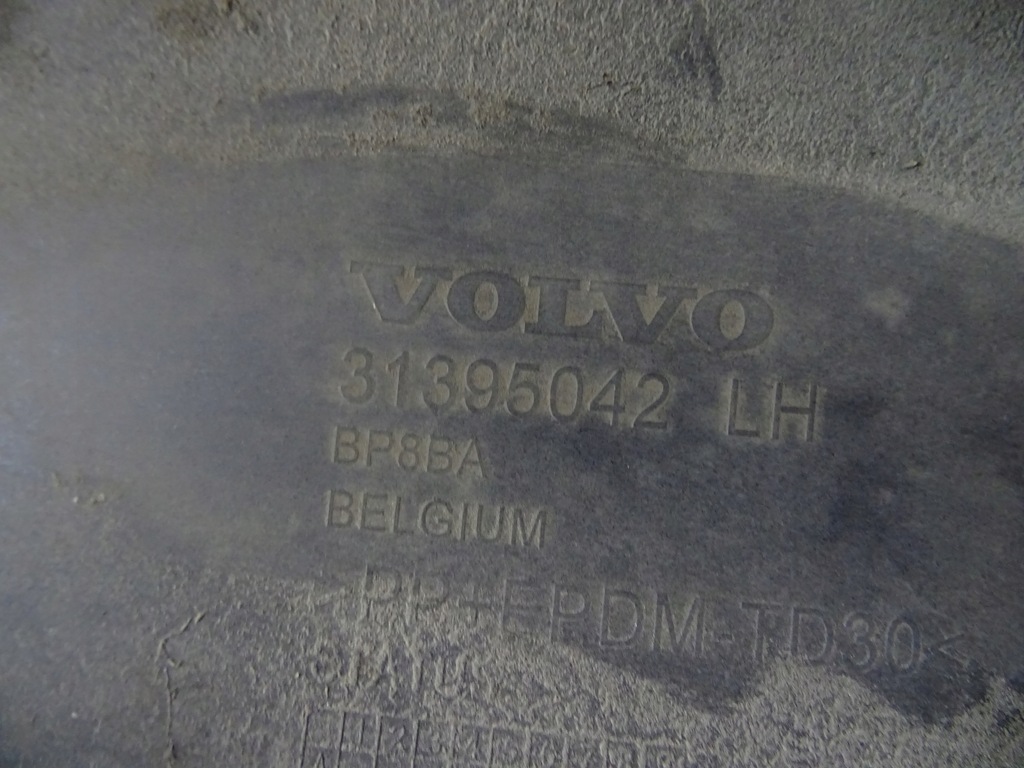 VOLVO
31395042 LH
BP8BA
BELGIUM
>PP+EPDM-TD30<